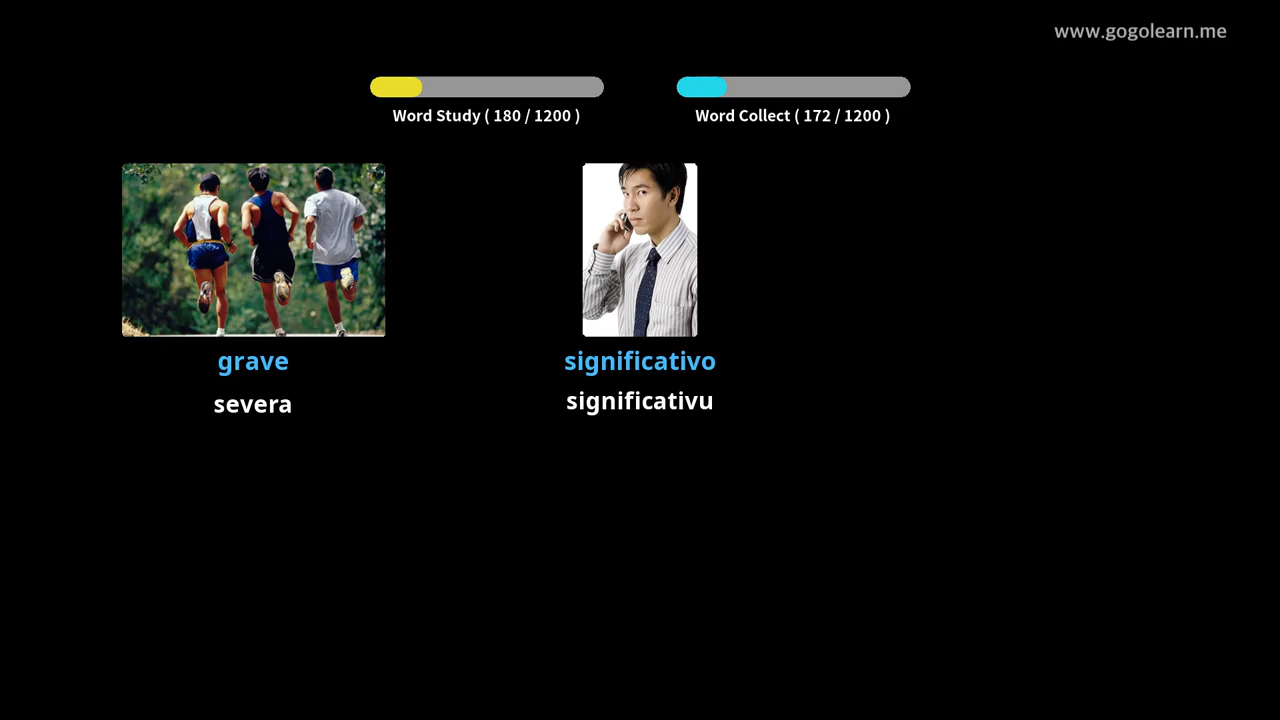 www.gogolearn.me
Word Study ( 180 / 1200 )
Word Collect ( 172 / 1200 )
grave
severa
significativo
significativu